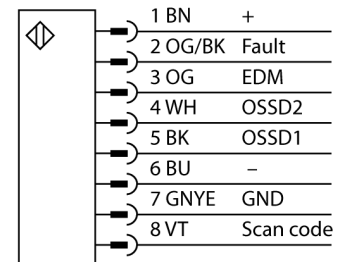 1 BN +
2 OG/BK Fault
3 OG EDM
4 WH OSSD2
5 BK OSSD1
6 BU –
7 GNYE GND
8 VT Scan code